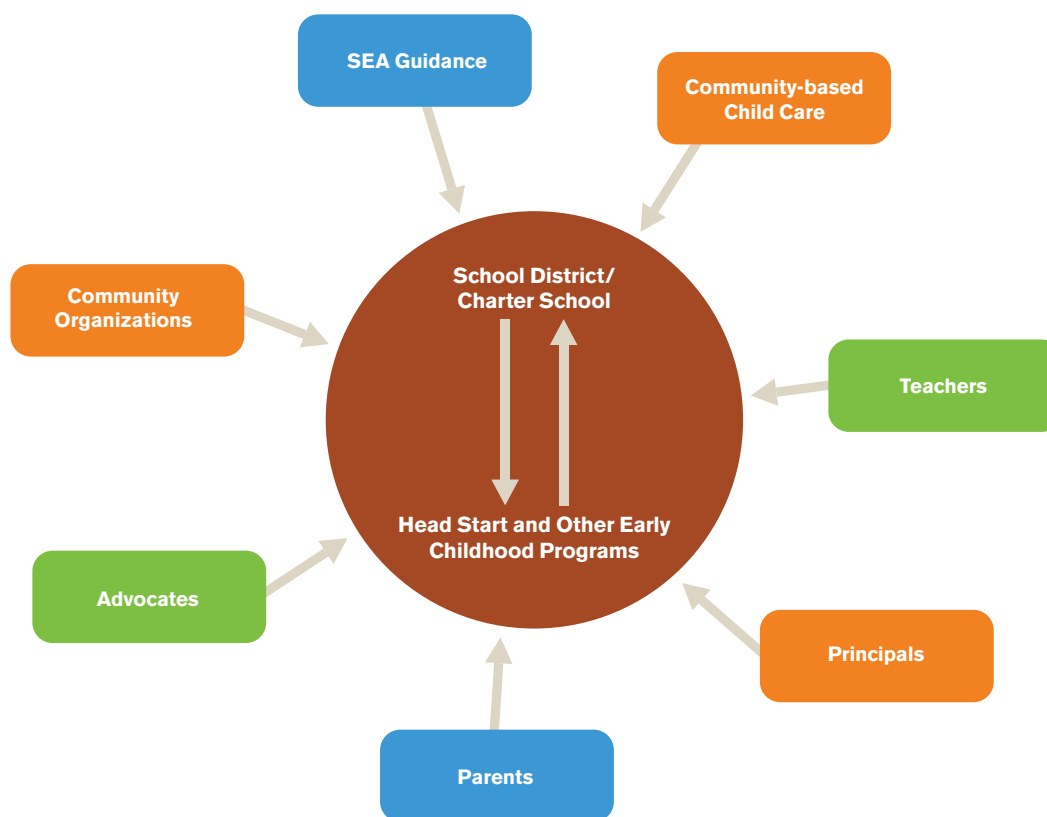 SEA Guidance
Community-based
Child Care
School District/
Charter School
Community
Organizations
Teachers
Head Start and Other Early
Childhood Programs
Advocates
Principals
Parents